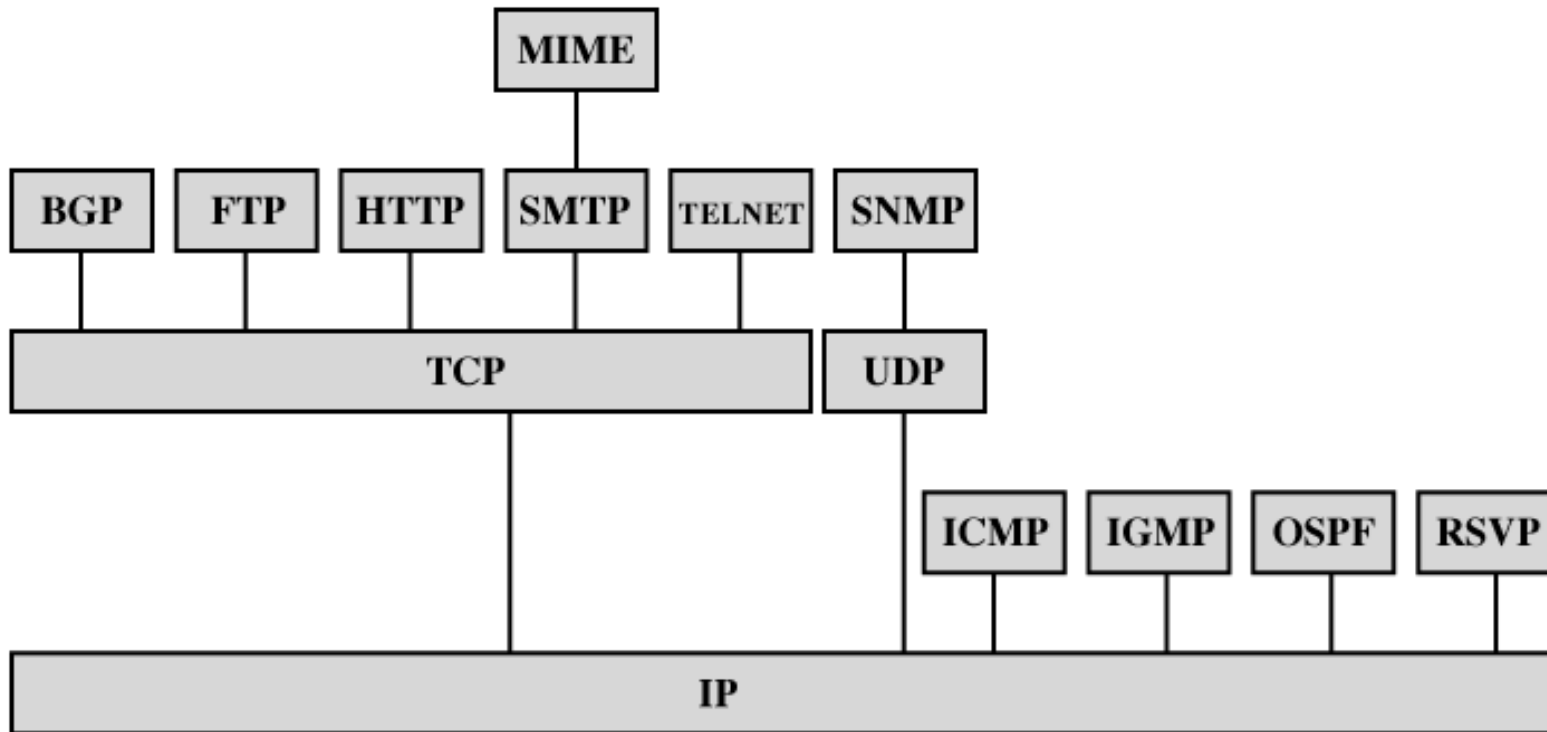 MIME
BGP FTP HTTP SMTP TELNET SNMP
TCP UDP
ICMP IGMP OSPF RSVP
IP